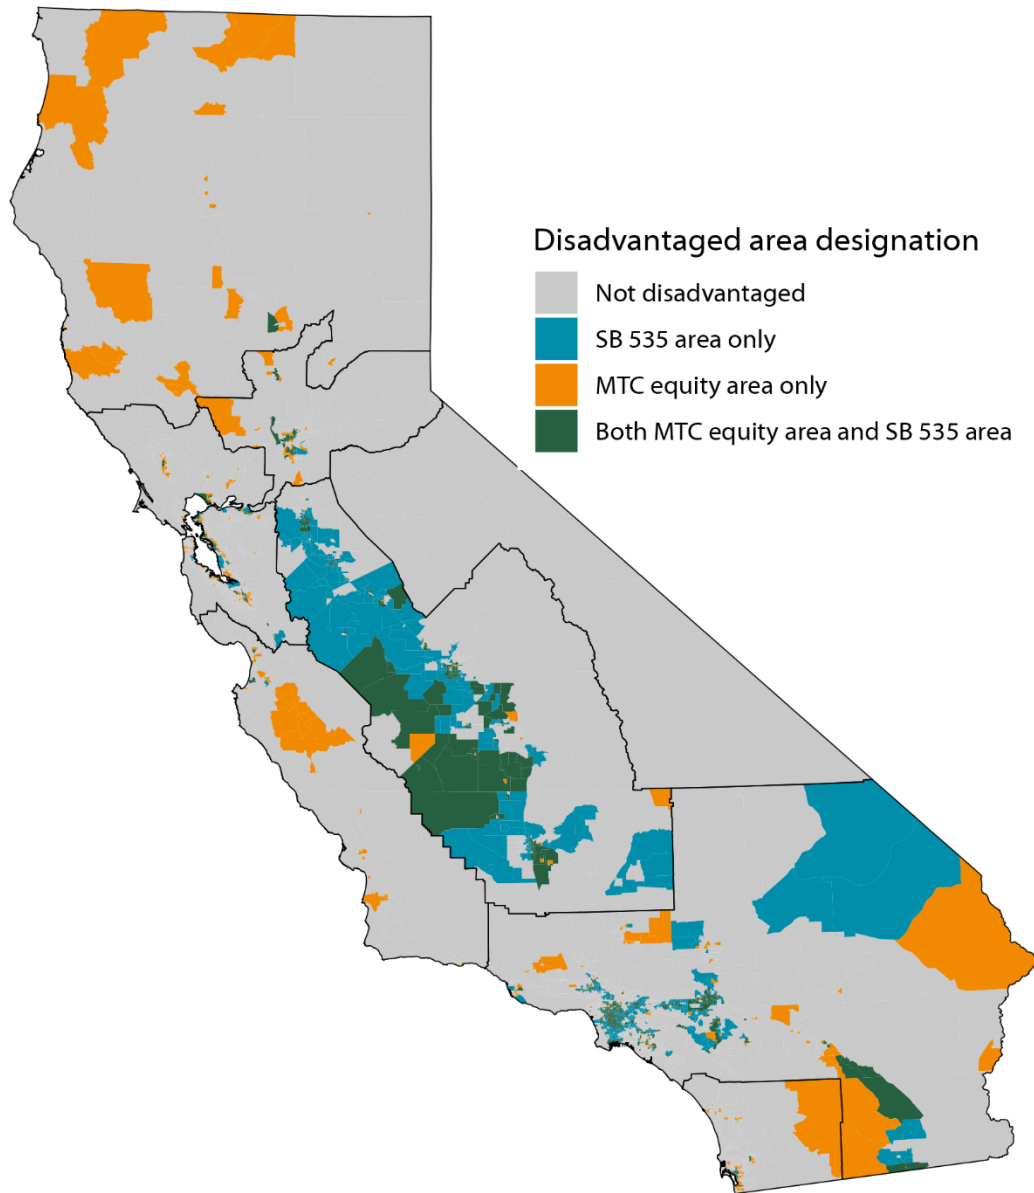 Disadvantaged area designation
Not disadvantaged
SB 535 area only
MTC equity area only
Both MTC equity area and SB 535 area